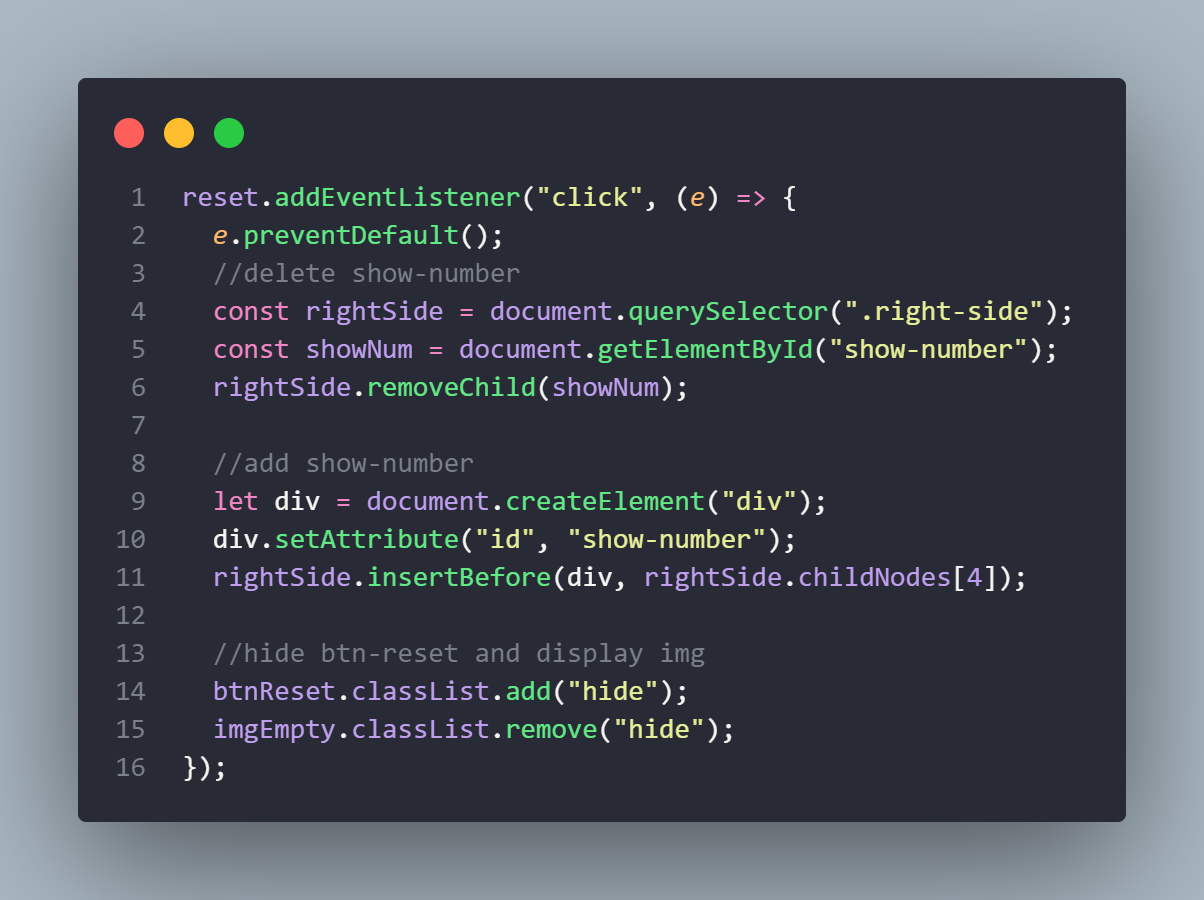 1 reset.addEventListener("click", (e) => {
2   e.preventDefault();
3   //delete show-number
4   const rightSide = document.querySelector(".right-side");
5   const showNum = document.getElementById("show-number");
6   rightSide.removeChild(showNum);
7
8   //add show-number
9   let div = document.createElement("div");
10   div.setAttribute("id", "show-number");
11   rightSide.insertBefore(div, rightSide.childNodes[4]);
12
13   //hide btn-reset and display img
14   btnReset.classList.add("hide");
15   imgEmpty.classList.remove("hide");
16 });